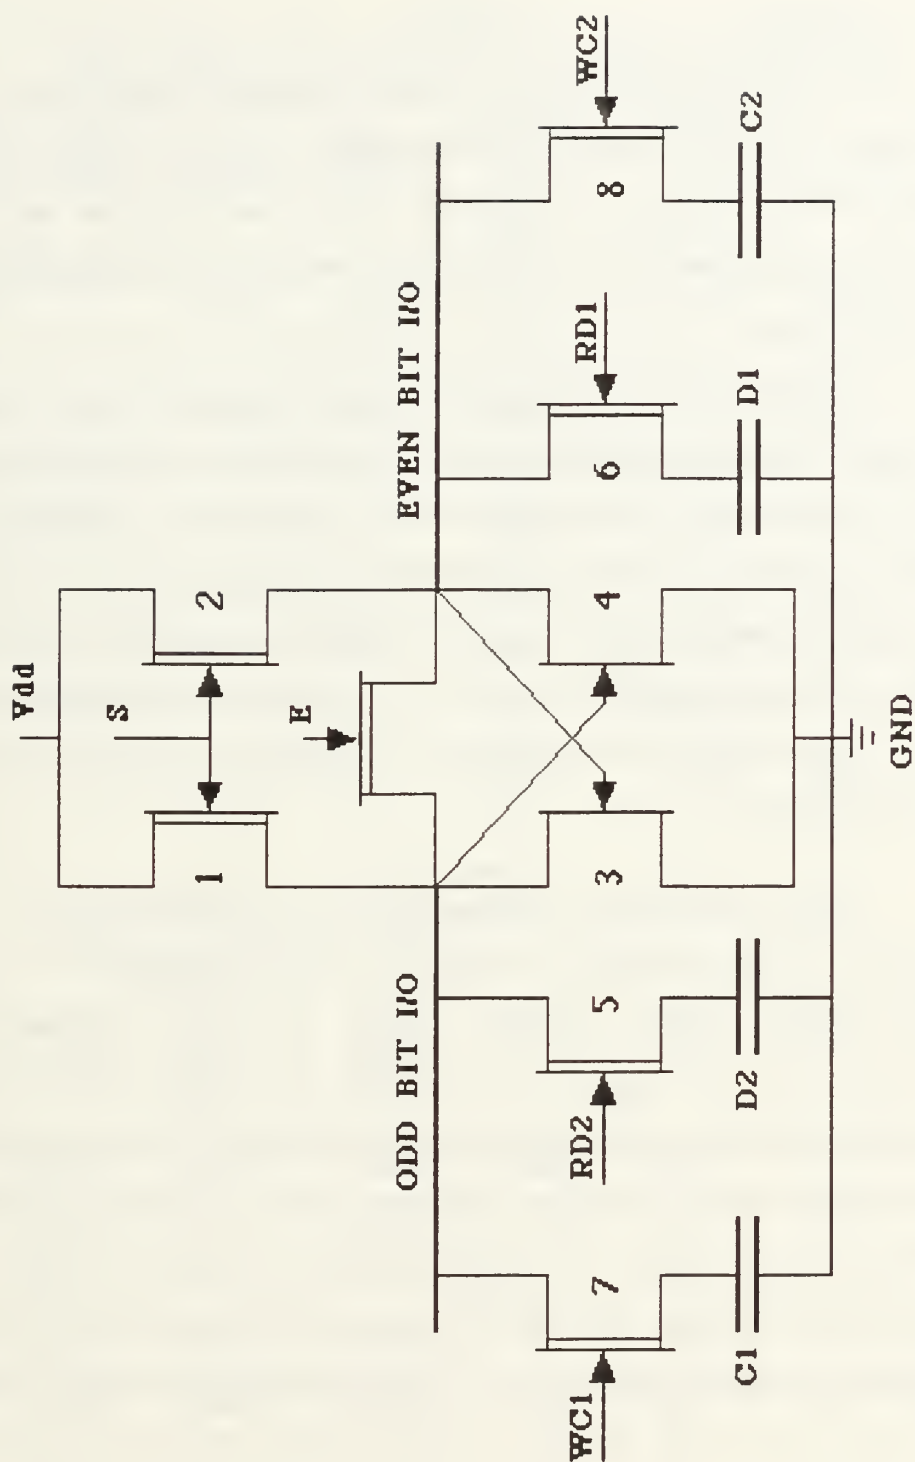 Vdd
S
1 2
E
ODD BIT I/O EVEN BIT I/O
WC1 RD2 RD1 WC2
7 5 3 4 6 8
C1 D2 D1 C2
GND